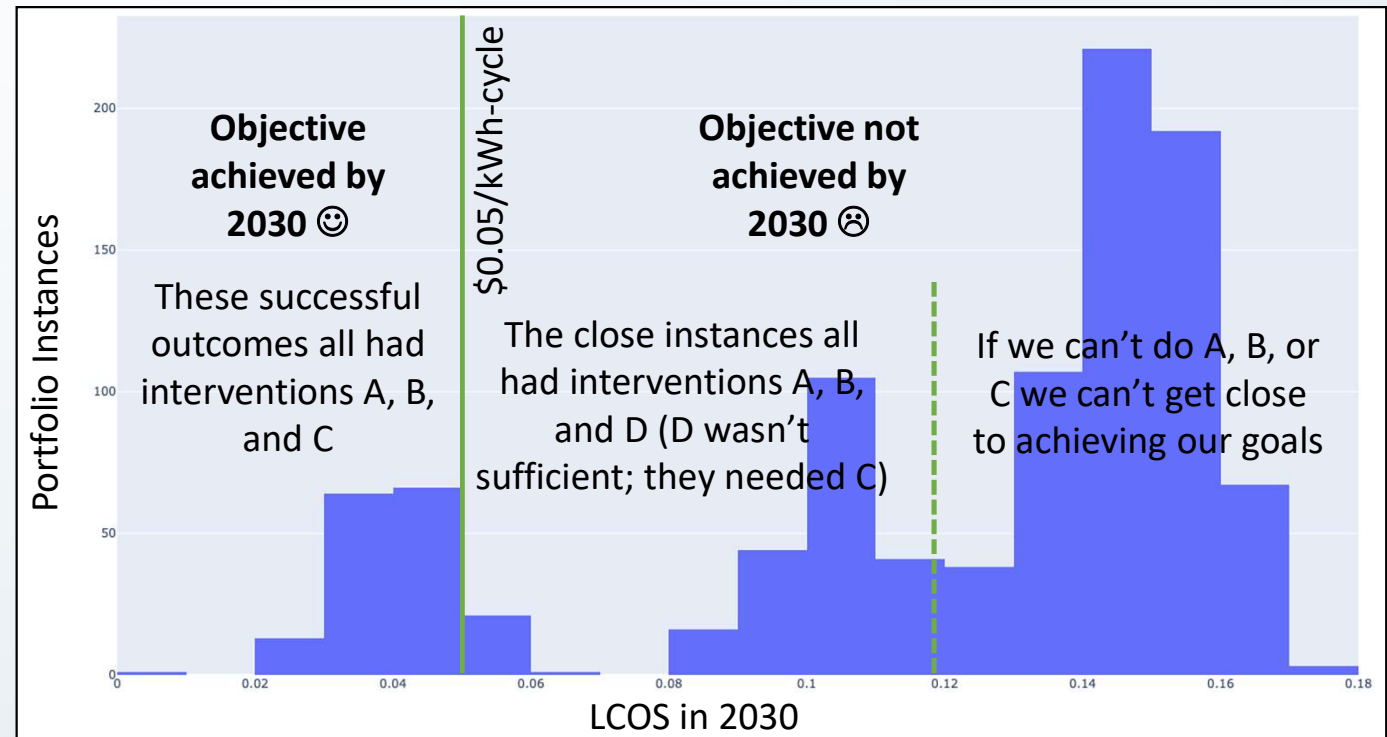 Portfolio Instances
200
150
100
50
0
Objective
achieved by
2030 ☺
These successful
outcomes all had
interventions A, B,
and C
$0.05/kWh-cycle
Objective not
achieved by
2030 ☹
The close instances all
had interventions A, B,
and D (D wasn’t
sufficient; they needed C)
If we can’t do A, B, or
C we can’t get close
to achieving our goals
0 0.02 0.04 0.06 0.08 0.1 0.12 0.14 0.16 0.18
LCOS in 2030